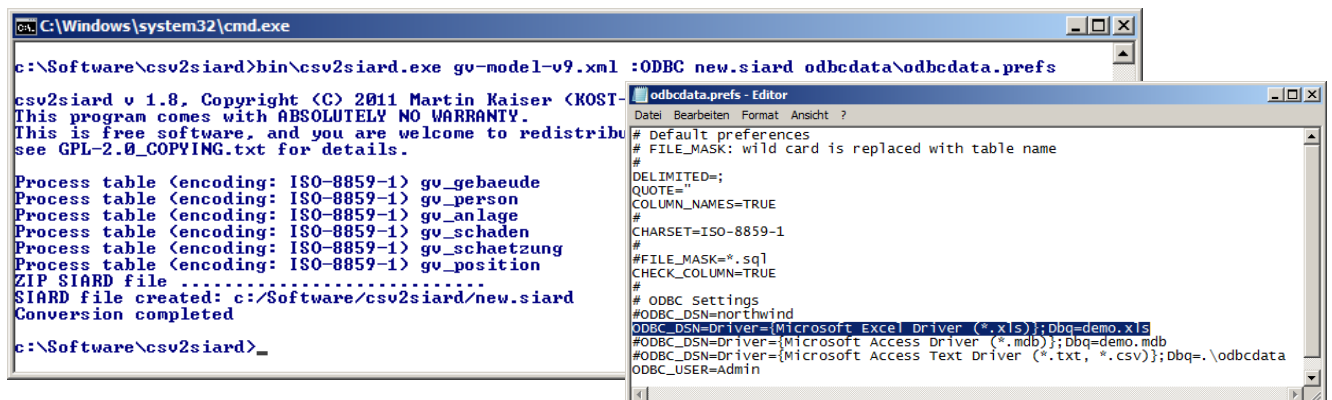 C:\Windows\system32\cmd.exe
c:\Software\csv2siard>bin\csv2siard.exe gv-model-v9.xml :ODBC new.siard odbcdata\odbcdata.prefs
csv2siard v 1.8, Copyright (C) 2011 Martin Kaiser (KOST-
This program comes with ABSOLUTELY NO WARRANTY.
This is free software, and you are welcome to redistribu
see GPL-2.0_COPYING.txt for details.
Process table (encoding: ISO-8859-1) gv_gebaeude
Process table (encoding: ISO-8859-1) gv_person
Process table (encoding: ISO-8859-1) gv_anlage
Process table (encoding: ISO-8859-1) gv_schaden
Process table (encoding: ISO-8859-1) gv_schaetzung
Process table (encoding: ISO-8859-1) gv_position
ZIP SIARD file ............................
SIARD file created: c:/Software/csv2siard/new.siard
Conversion completed
c:\Software\csv2siard>_
odbcdata.prefs - Editor
Datei Bearbeiten Format Ansicht ?
# Default preferences
# FILE_MASK: wild card is replaced with table name
#
DELIMITED=;
QUOTE="
COLUMN_NAMES=TRUE
#
CHARSET=ISO-8859-1
#
#FILE_MASK=*.sql
CHECK_COLUMN=TRUE
#
# ODBC Settings
#ODBC_DSN=northwind
ODBC_DSN=Driver={Microsoft Excel Driver (*.xls)};Dbq=demo.xls
#ODBC_DSN=Driver={Microsoft Access Driver (*.mdb)};Dbq=demo.mdb
#ODBC_DSN=Driver={Microsoft Access Text Driver (*.txt, *.csv)};Dbq=.\odbcdata
ODBC_USER=Admin